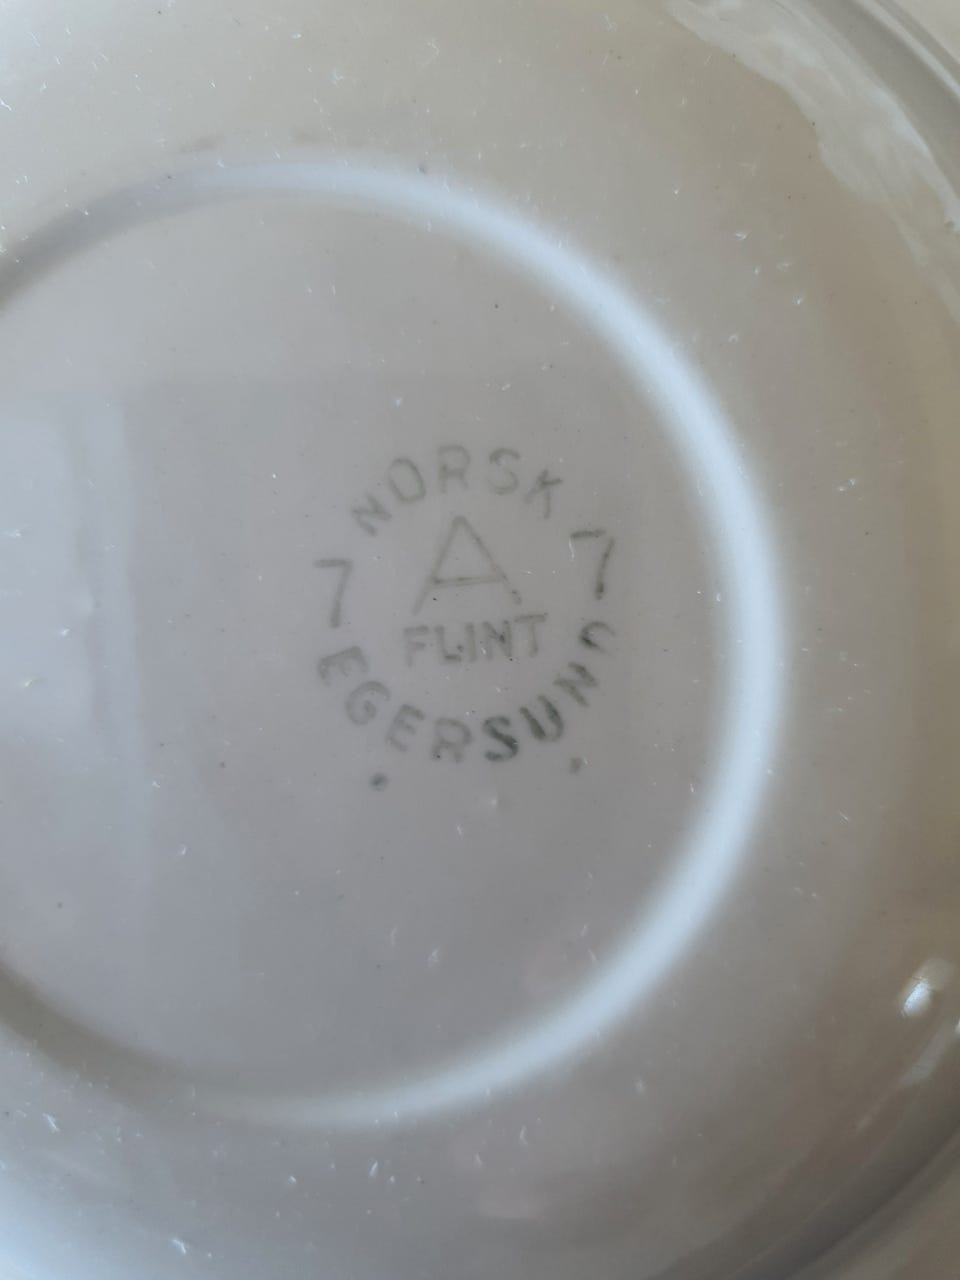 NORSK
7 A 7
FLINT
EGERSUND